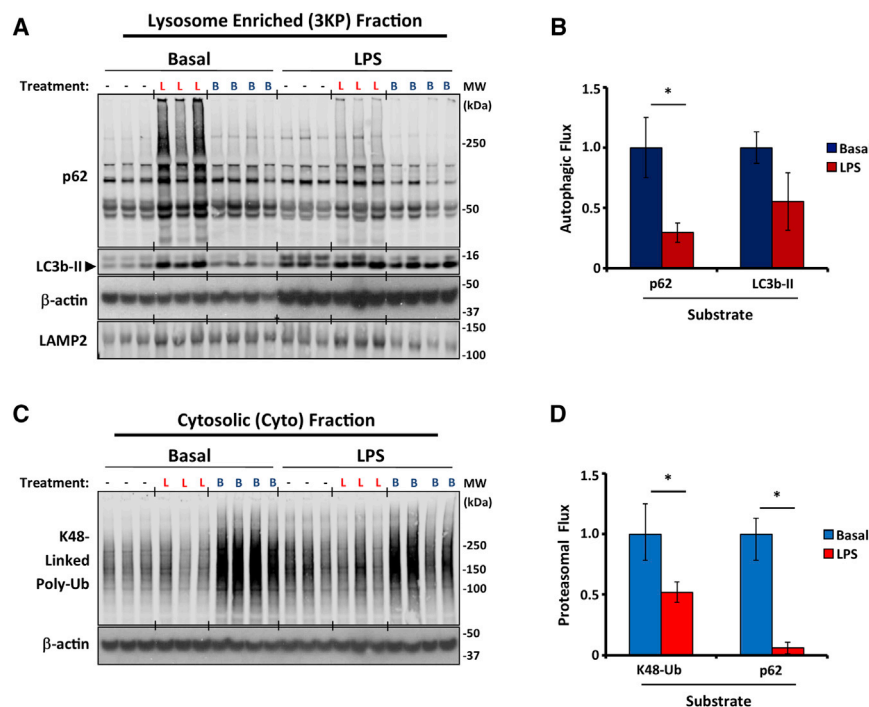 A
Lysosome Enriched (3KP) Fraction
Basal LPS
Treatment: - - - L L L B B B B - - - L L L B B B B MW
(kDa)
p62
-250
-50
LC3b-II
-16
β-actin
-50
-37
LAMP2
-150
-100
B
Autophagic Flux
1.5
1.0
0.5
0
*
p62 LC3b-II
Substrate
Basa
LPS
C
Cytosolic (Cyto) Fraction
Basal LPS
Treatment: - - - L L L B B B B - - - L L L B B B B MW
(kDa)
K48-
Linked
Poly-Ub
-250
-150
-100
β-actin
-50
-37
D
Proteasomal Flux
1.5
1.0
0.5
0
* *
K48-Ub p62
Substrate
Basal
LPS